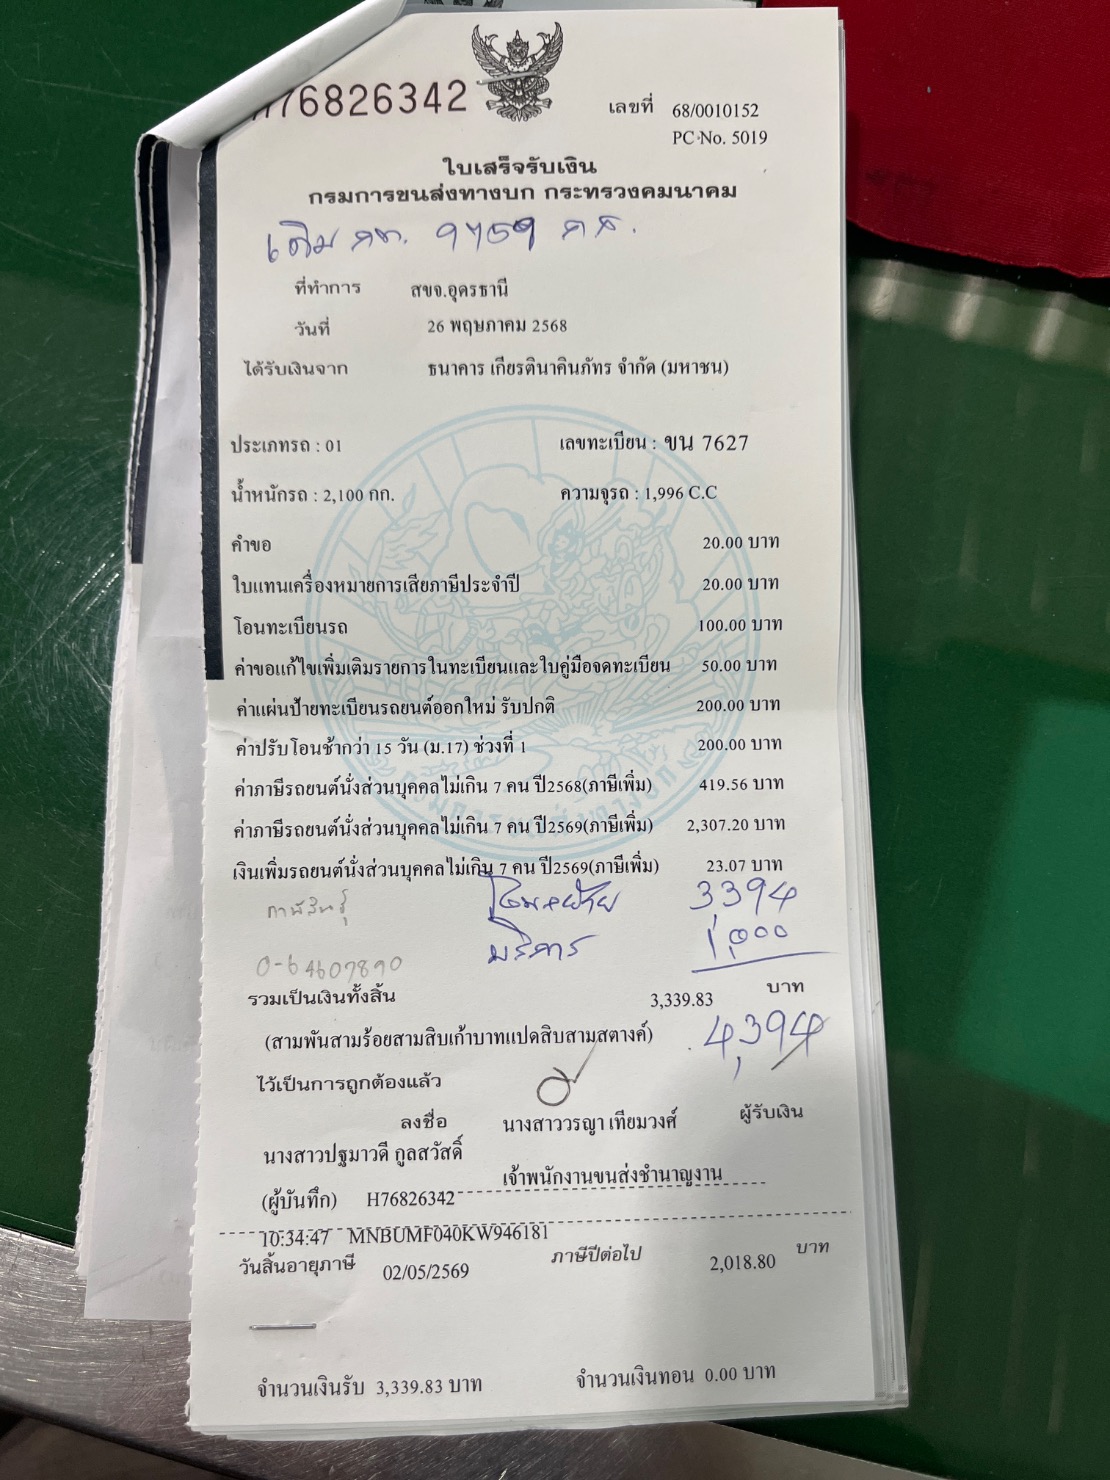 76826342
เลขที่ 68/0010152
PC No. 5019
ใบเสร็จรับเงิน
กรมการขนส่งทางบก กระทรวงคมนาคม
เดิม กท.
ที่ทำการ สขจ.อุดรธานี
วันที่ 26 พฤษภาคม 2568
ได้รับเงินจาก ธนาคาร เกียรตินาคินภัทร จำกัด (มหาชน)
ประเภทรถ : 01 เลขทะเบียน : ขน 7627
น้ำหนักรถ : 2,100 กก. ความจุรถ : 1,996 C.C
คำขอ 20.00 บาท
ใบแทนเครื่องหมายการเสียภาษีประจำปี 20.00 บาท
โอนทะเบียนรถ 100.00 บาท
ค่าขอแก้ไขเพิ่มเติมรายการในทะเบียนและใบคู่มือจดทะเบียน 50.00 บาท
ค่าแผ่นป้ายทะเบียนรถยนต์ออกใหม่ รับปกติ 200.00 บาท
ค่าปรับโอนช้ากว่า 15 วัน (ม.17) ช่วงที่ 1 200.00 บาท
ค่าภาษีรถยนต์นั่งส่วนบุคคลไม่เกิน 7 คน ปี2568(ภาษีเพิ่ม) 419.56 บาท
ค่าภาษีรถยนต์นั่งส่วนบุคคลไม่เกิน 7 คน ปี2569(ภาษีเพิ่ม) 2,307.20 บาท
เงินเพิ่มรถยนต์นั่งส่วนบุคคลไม่เกิน 7 คน ปี2569(ภาษีเพิ่ม) 23.07 บาท
กาฬสินธุ์ 3,394
บริการ 1,000
0-64607890
รวมเป็นเงินทั้งสิ้น 3,339.83 บาท
(สามพันสามร้อยสามสิบเก้าบาทแปดสิบสามสตางค์) 4,394
ไว้เป็นการถูกต้องแล้ว
ลงชื่อ นางสาววรญา เทียมวงศ์ ผู้รับเงิน
นางสาวปฐมาวดี กูลสวัสดิ์ เจ้าพนักงานขนส่งชำนาญงาน
(ผู้บันทึก) H76826342
10:34:47 MNBUMF040KW946181
วันสิ้นอายุภาษี 02/05/2569 ภาษีปีต่อไป 2,018.80 บาท
จำนวนเงินรับ 3,339.83 บาท จำนวนเงินทอน 0.00 บาท